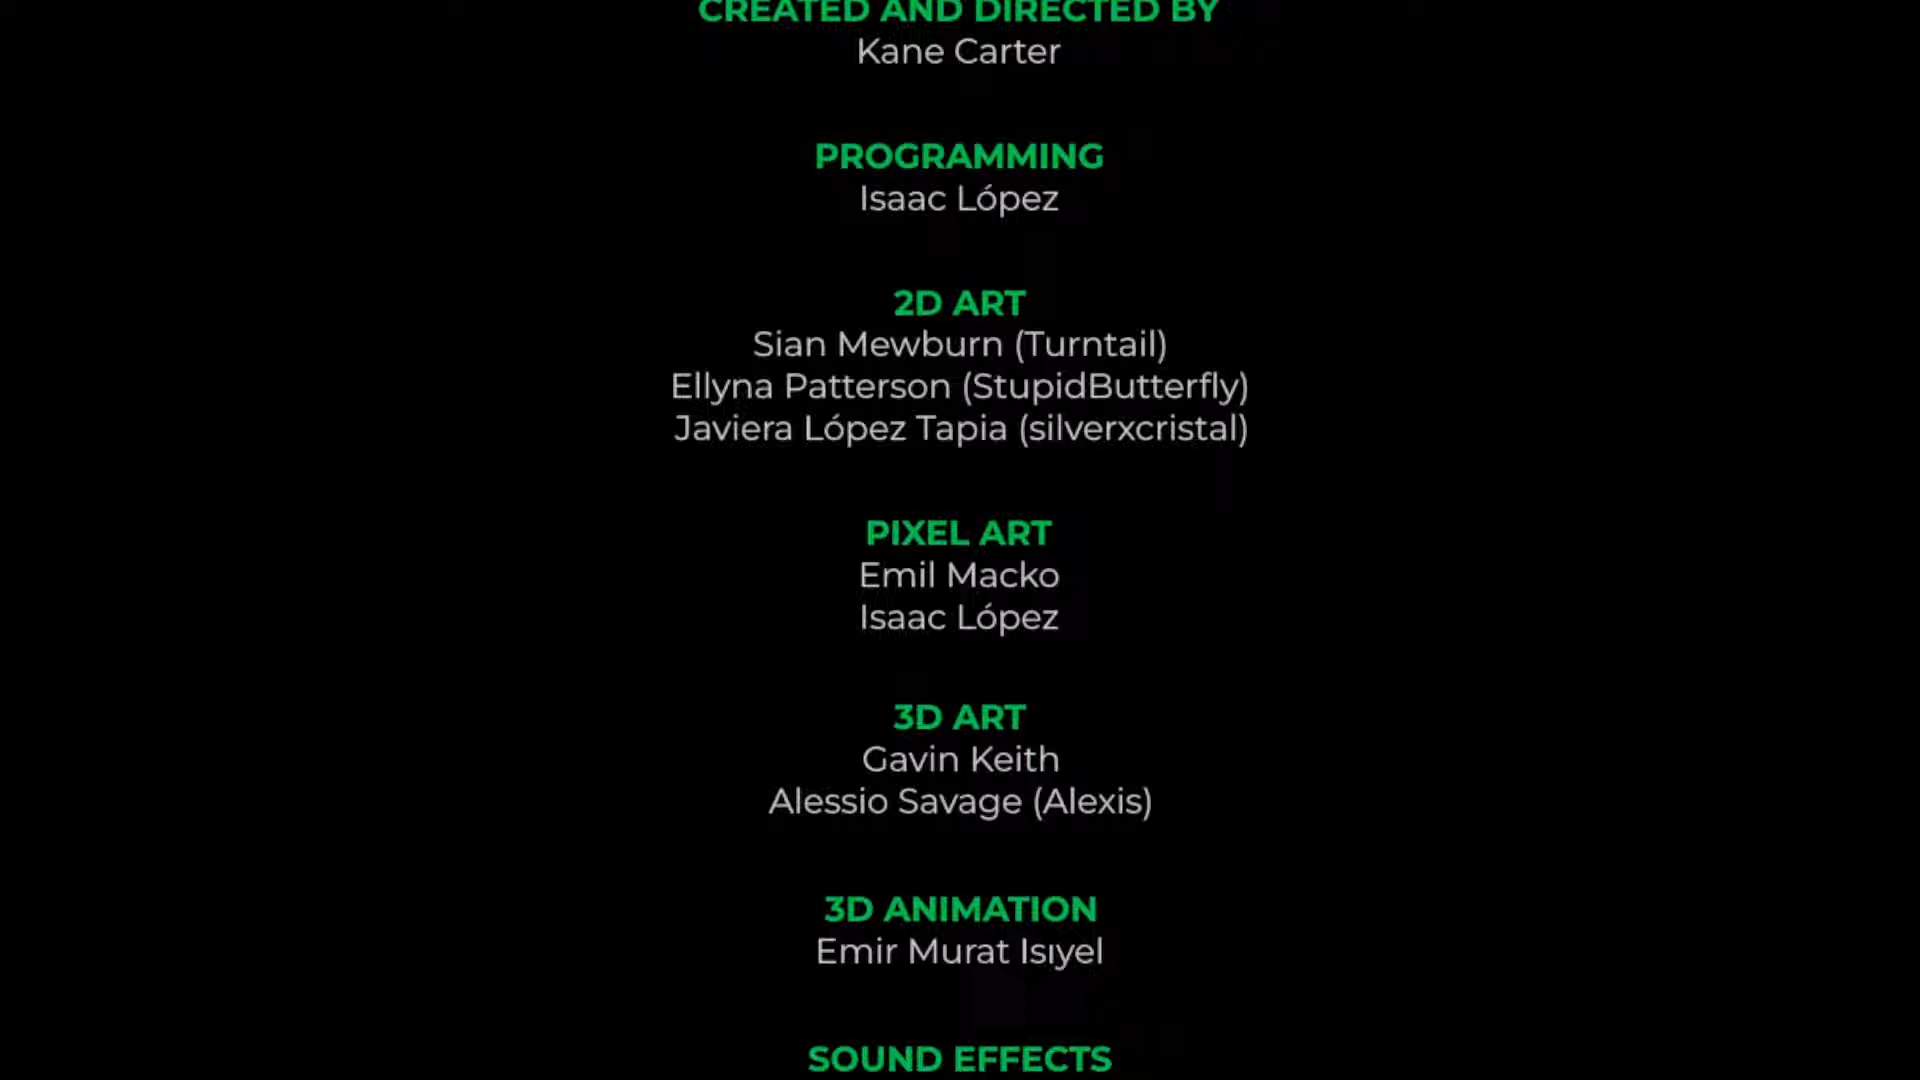 CREATED AND DIRECTED BY
Kane Carter
PROGRAMMING
Isaac López
2D ART
Sian Mewburn (Turntail)
Ellyna Patterson (StupidButterfly)
Javiera López Tapia (silverxcristal)
PIXEL ART
Emil Macko
Isaac López
3D ART
Gavin Keith
Alessio Savage (Alexis)
3D ANIMATION
Emir Murat Isıyel
SOUND EFFECTS